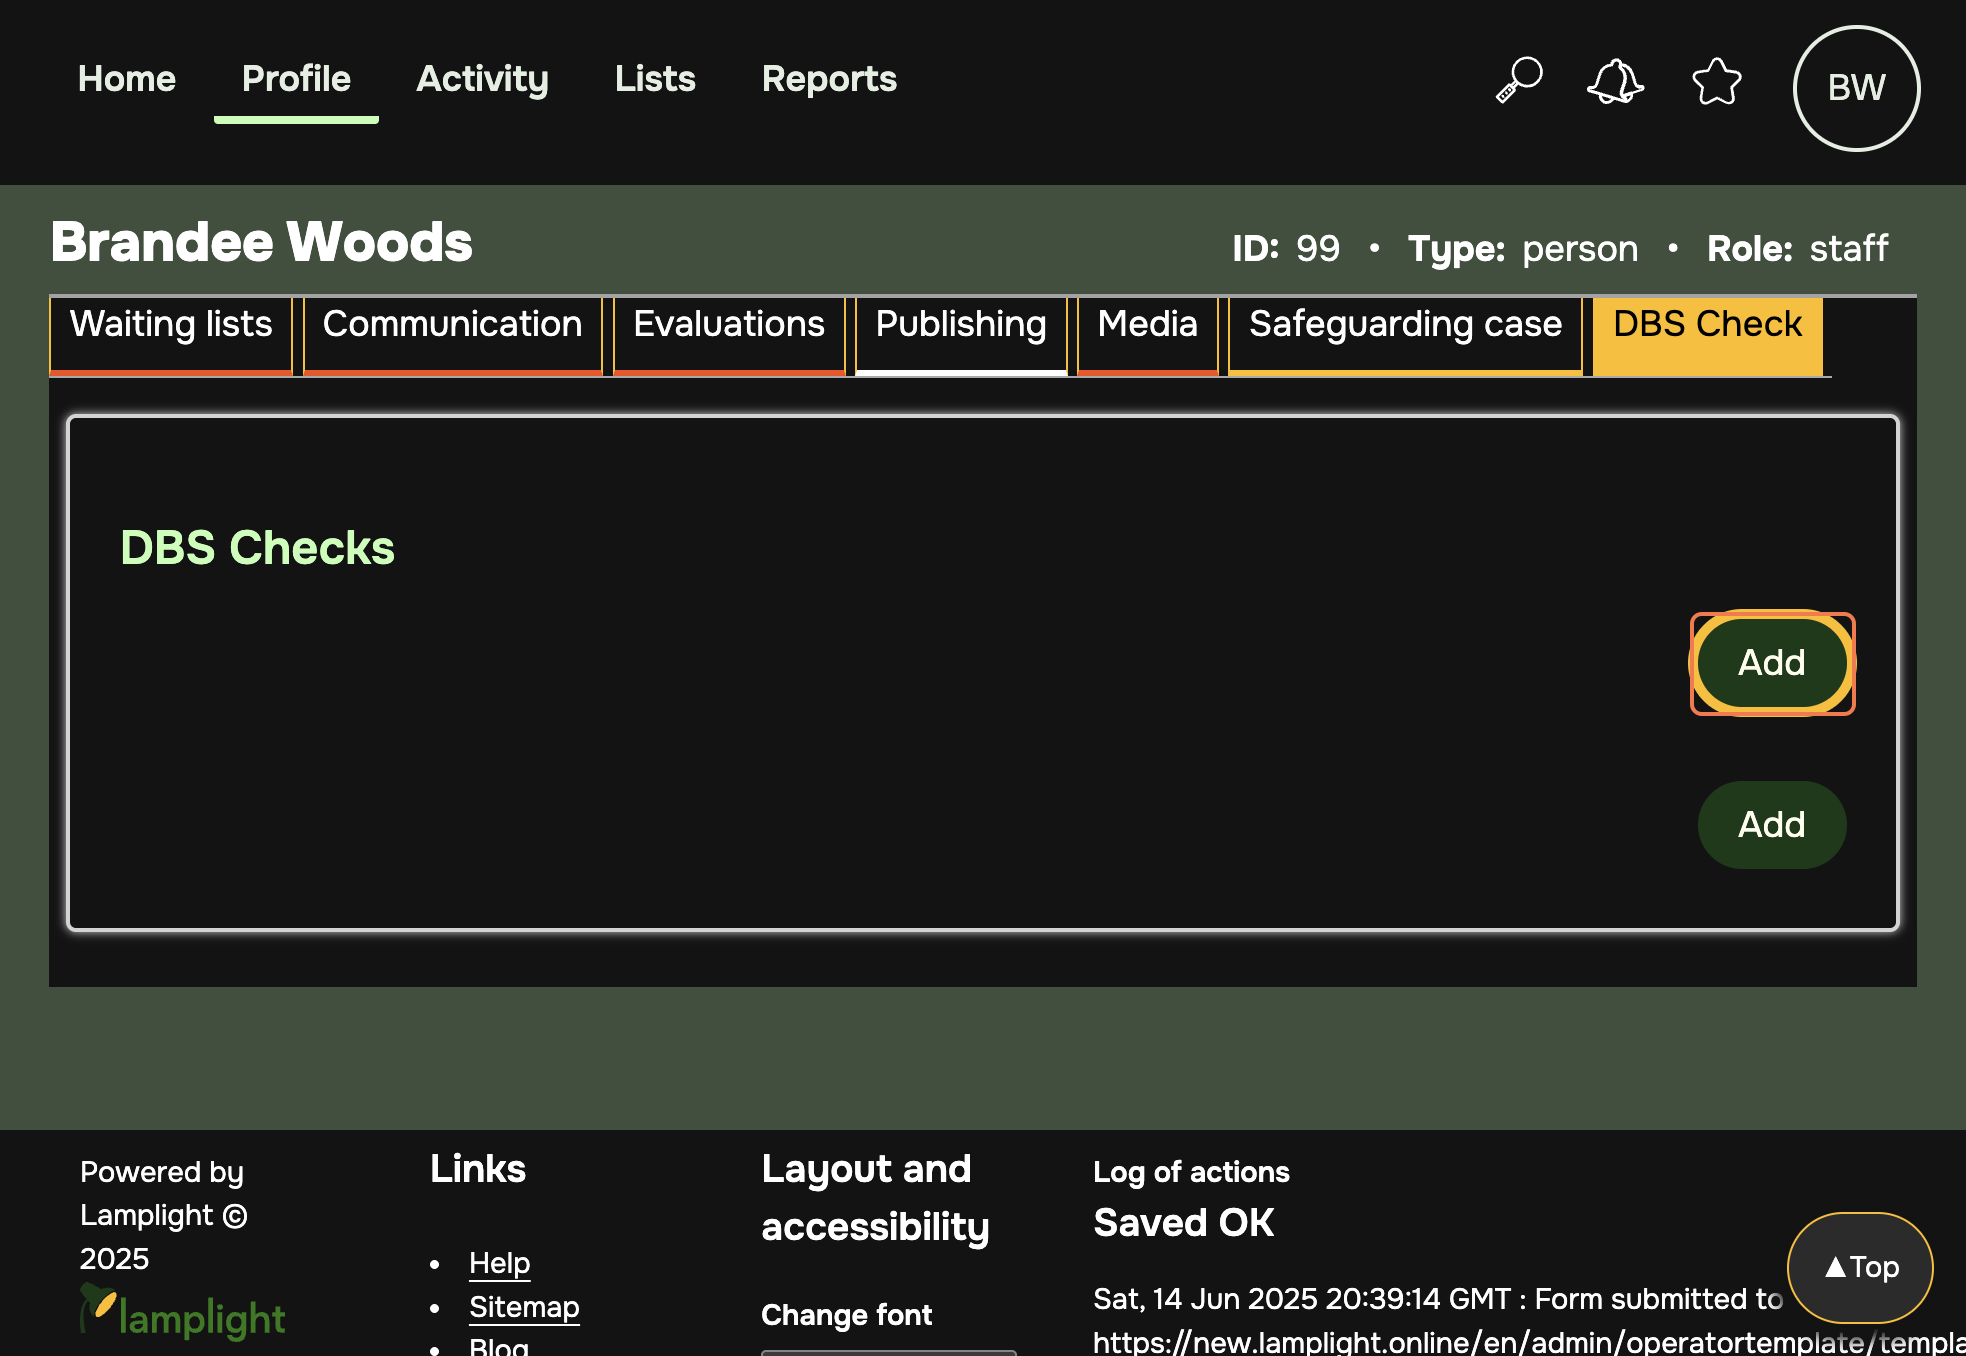 Home Profile Activity Lists Reports BW
Brandee Woods ID: 99 • Type: person • Role: staff
Waiting lists Communication Evaluations Publishing Media Safeguarding case DBS Check
DBS Checks
Add
Add
Powered by
Lamplight ©
2025
lamplight
Links
• Help
• Sitemap
• Blog
Layout and
accessibility
Change font
Log of actions
Saved OK
Sat, 14 Jun 2025 20:39:14 GMT : Form submitted to
https://new.lamplight.online/en/admin/operatortemplate/templa
▲Top